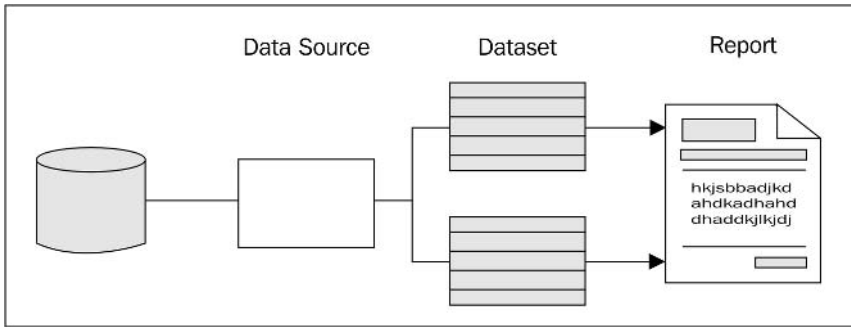 Data Source
Dataset
Report
hkjsbbadjkd
ahdkadhahd
dhaddkjlkjdj